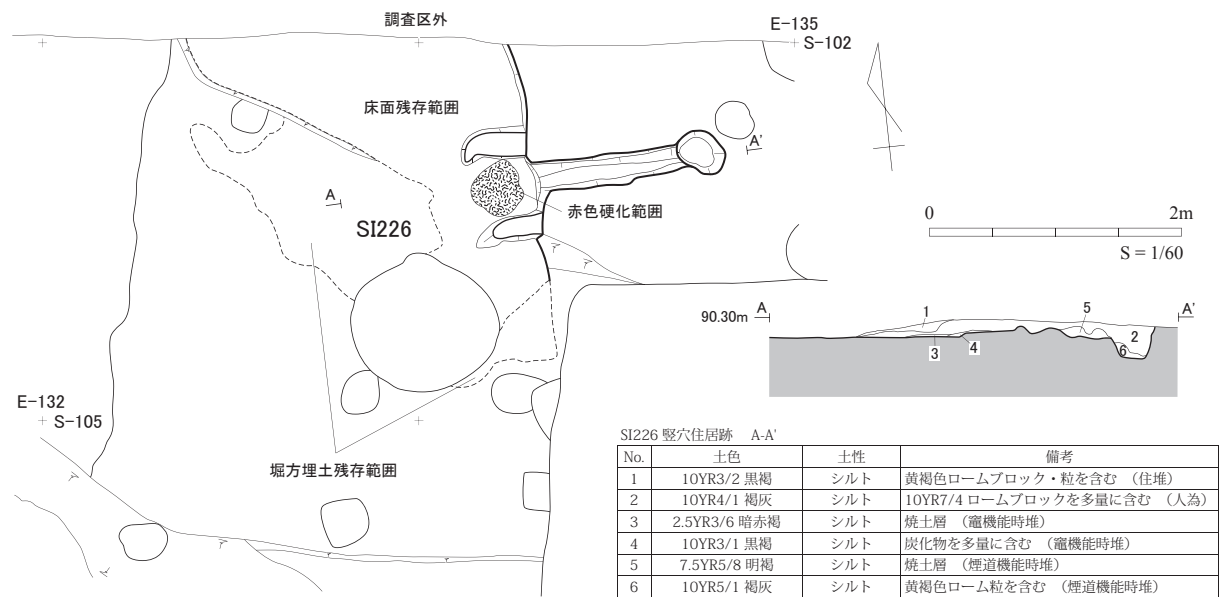 調査区外
E-135
S-102
床面残存範囲
A'
A
赤色硬化範囲
SI226
0 2m
S = 1/60
90.30m A A'
1 5 2 3 4 6
E-132
S-105
堀方埋土残存範囲
SI226 竪穴住居跡 A-A'
No. 土色 土性 備考
1 10YR3/2 黒褐 シルト 黄褐色ロームブロック・粒を含む （住堆）
2 10YR4/1 褐灰 シルト 10YR7/4 ロームブロックを多量に含む （人為）
3 2.5YR3/6 暗赤褐 シルト 焼土層 （竈機能時堆）
4 10YR3/1 黒褐 シルト 炭化物を多量に含む （竈機能時堆）
5 7.5YR5/8 明褐 シルト 焼土層 （煙道機能時堆）
6 10YR5/1 褐灰 シルト 黄褐色ローム粒を含む （煙道機能時堆）